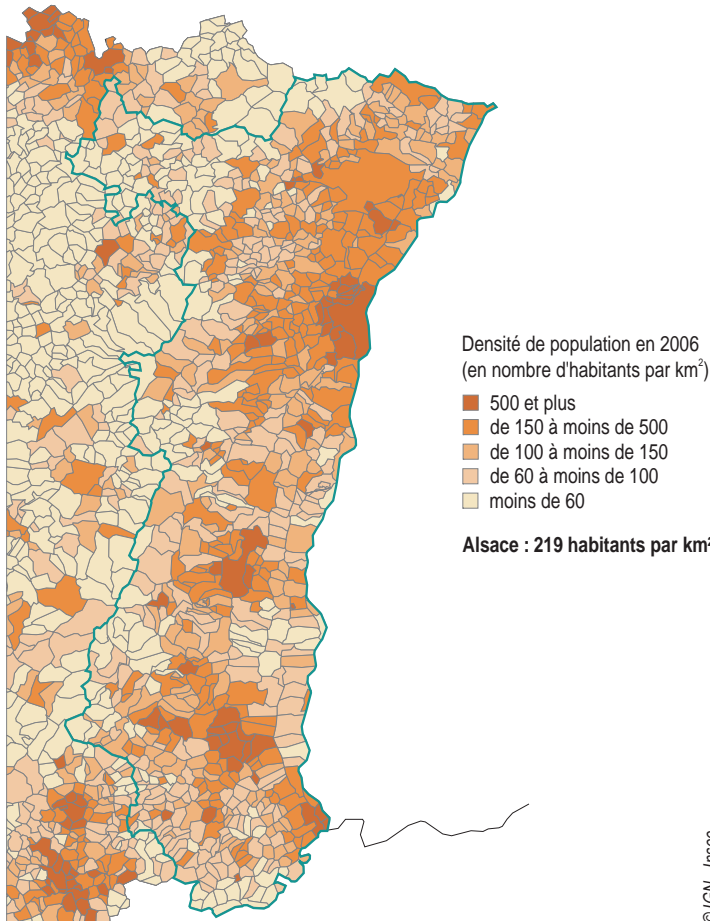 Densité de population en 2006
(en nombre d'habitants par km²)
500 et plus
de 150 à moins de 500
de 100 à moins de 150
de 60 à moins de 100
moins de 60
Alsace : 219 habitants par km²
©IGN - Insee